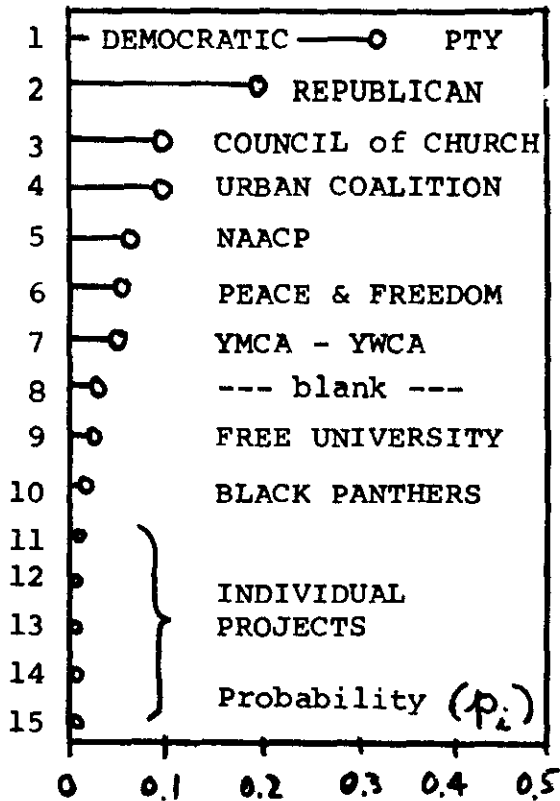 1 DEMOCRATIC PTY
2 REPUBLICAN
3 COUNCIL of CHURCH
4 URBAN COALITION
5 NAACP
6 PEACE & FREEDOM
7 YMCA - YWCA
8 --- blank ---
9 FREE UNIVERSITY
10 BLACK PANTHERS
11
12 INDIVIDUAL
13 PROJECTS
14
15 Probability (pᵢ)
0 0.1 0.2 0.3 0.4 0.5